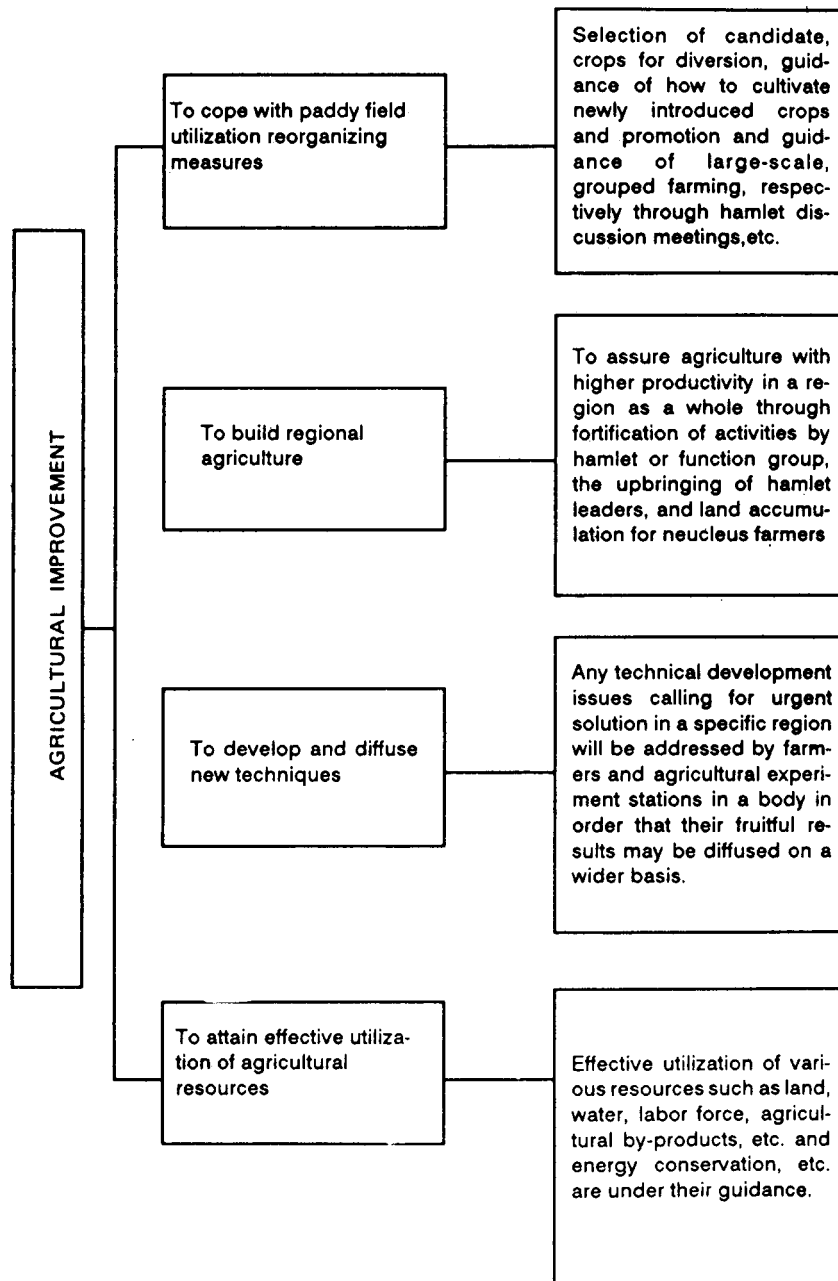 AGRICULTURAL IMPROVEMENT
To cope with paddy field
utilization reorganizing
measures
Selection of candidate,
crops for diversion, guid-
ance of how to cultivate
newly introduced crops
and promotion and guid-
ance of large-scale,
grouped farming, respec-
tively through hamlet dis-
cussion meetings,etc.
To build regional
agriculture
To assure agriculture with
higher productivity in a re-
gion as a whole through
fortification of activities by
hamlet or function group,
the upbringing of hamlet
leaders, and land accumu-
lation for neucleus farmers
To develop and diffuse
new techniques
Any technical development
issues calling for urgent
solution in a specific region
will be addressed by farm-
ers and agricultural experi-
ment stations in a body in
order that their fruitful re-
sults may be diffused on a
wider basis.
To attain effective utiliza-
tion of agricultural
resources
Effective utilization of vari-
ous resources such as land,
water, labor force, agricul-
tural by-products, etc. and
energy conservation, etc.
are under their guidance.